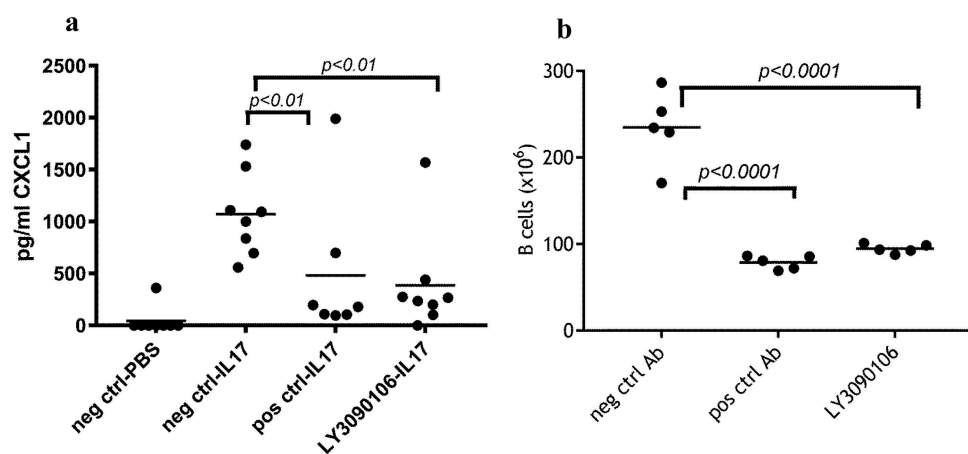 a
pg/ml CXCL1
2500
2000
1500
1000
500
0
p<0.01
p<0.01
neg ctrl-PBS
neg ctrl-IL17
pos ctrl-IL17
LY3090106-IL17
b
B cells (x10⁶)
300
200
100
0
p<0.0001
p<0.0001
neg ctrl Ab
pos ctrl Ab
LY3090106